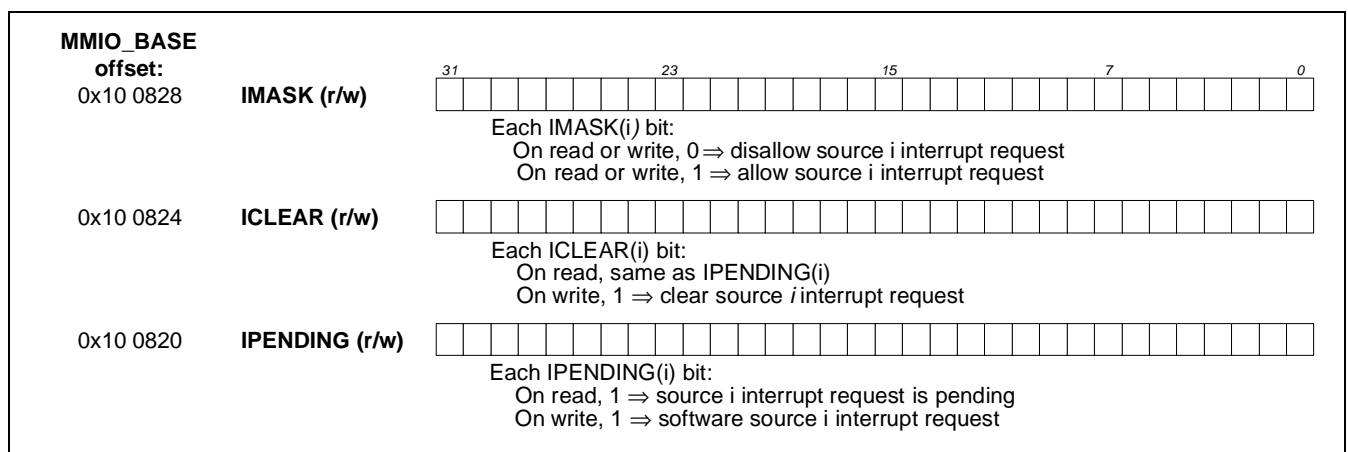 MMIO_BASE
offset:
31 23 15 7 0
0x10 0828 IMASK (r/w)
Each IMASK(i) bit:
On read or write, 0 ⇒ disallow source i interrupt request
On read or write, 1 ⇒ allow source i interrupt request
0x10 0824 ICLEAR (r/w)
Each ICLEAR(i) bit:
On read, same as IPENDING(i)
On write, 1 ⇒ clear source i interrupt request
0x10 0820 IPENDING (r/w)
Each IPENDING(i) bit:
On read, 1 ⇒ source i interrupt request is pending
On write, 1 ⇒ software source i interrupt request